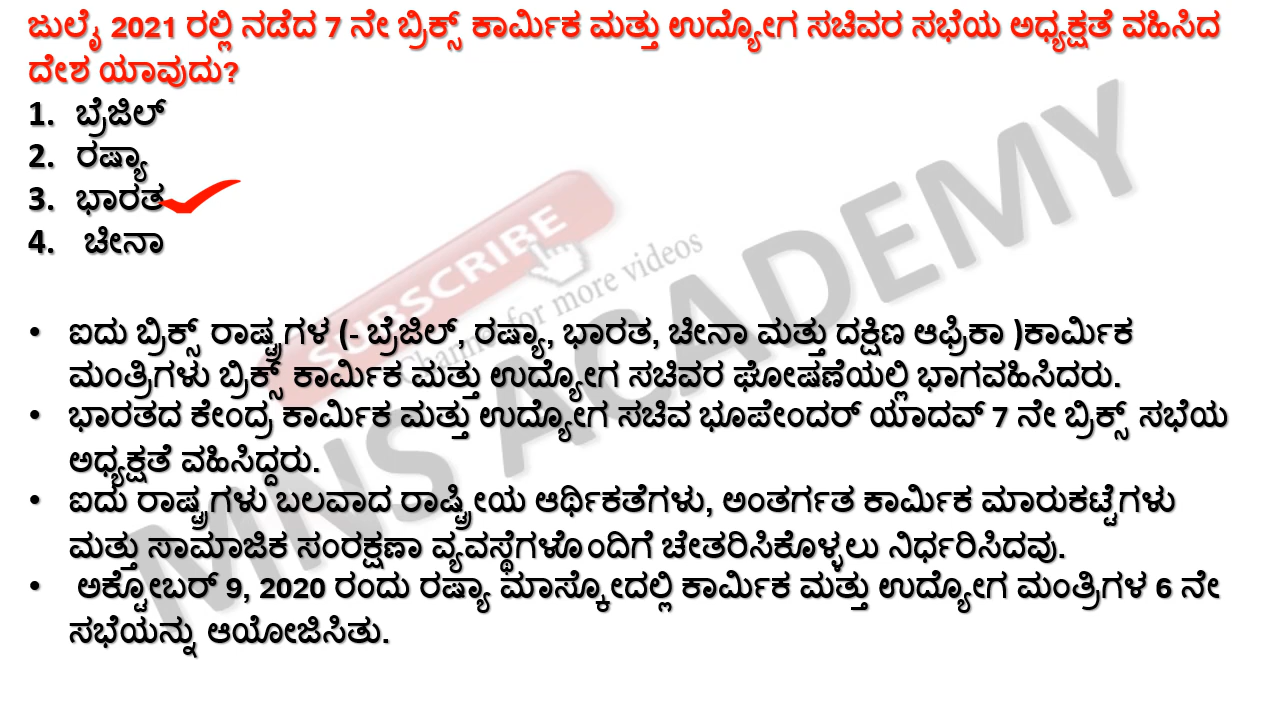 ಜುಲೈ 2021 ರಲ್ಲಿ ನಡೆದ 7 ನೇ ಬ್ರಿಕ್ಸ್ ಕಾರ್ಮಿಕ ಮತ್ತು ಉದ್ಯೋಗ ಸಚಿವರ ಸಭೆಯ ಅಧ್ಯಕ್ಷತೆ ವಹಿಸಿದ
ದೇಶ ಯಾವುದು?
1. ಬ್ರೆಜಿಲ್
2. ರಷ್ಯಾ
3. ಭಾರತ
4. ಚೀನಾ
SUBSCRIBE
Channel for more videos
MNS ACADEMY
• ಐದು ಬ್ರಿಕ್ಸ್ ರಾಷ್ಟ್ರಗಳ (- ಬ್ರೆಜಿಲ್, ರಷ್ಯಾ, ಭಾರತ, ಚೀನಾ ಮತ್ತು ದಕ್ಷಿಣ ಆಫ್ರಿಕಾ )ಕಾರ್ಮಿಕ
ಮಂತ್ರಿಗಳು ಬ್ರಿಕ್ಸ್ ಕಾರ್ಮಿಕ ಮತ್ತು ಉದ್ಯೋಗ ಸಚಿವರ ಘೋಷಣೆಯಲ್ಲಿ ಭಾಗವಹಿಸಿದರು.
• ಭಾರತದ ಕೇಂದ್ರ ಕಾರ್ಮಿಕ ಮತ್ತು ಉದ್ಯೋಗ ಸಚಿವ ಭೂಪೇಂದರ್ ಯಾದವ್ 7 ನೇ ಬ್ರಿಕ್ಸ್ ಸಭೆಯ
ಅಧ್ಯಕ್ಷತೆ ವಹಿಸಿದ್ದರು.
• ಐದು ರಾಷ್ಟ್ರಗಳು ಬಲವಾದ ರಾಷ್ಟ್ರೀಯ ಆರ್ಥಿಕತೆಗಳು, ಅಂತರ್ಗತ ಕಾರ್ಮಿಕ ಮಾರುಕಟ್ಟೆಗಳು
ಮತ್ತು ಸಾಮಾಜಿಕ ಸಂರಕ್ಷಣಾ ವ್ಯವಸ್ಥೆಗಳೊಂದಿಗೆ ಚೇತರಿಸಿಕೊಳ್ಳಲು ನಿರ್ಧರಿಸಿದವು.
• ಅಕ್ಟೋಬರ್ 9, 2020 ರಂದು ರಷ್ಯಾ ಮಾಸ್ಕೋದಲ್ಲಿ ಕಾರ್ಮಿಕ ಮತ್ತು ಉದ್ಯೋಗ ಮಂತ್ರಿಗಳ 6 ನೇ
ಸಭೆಯನ್ನು ಆಯೋಜಿಸಿತು.